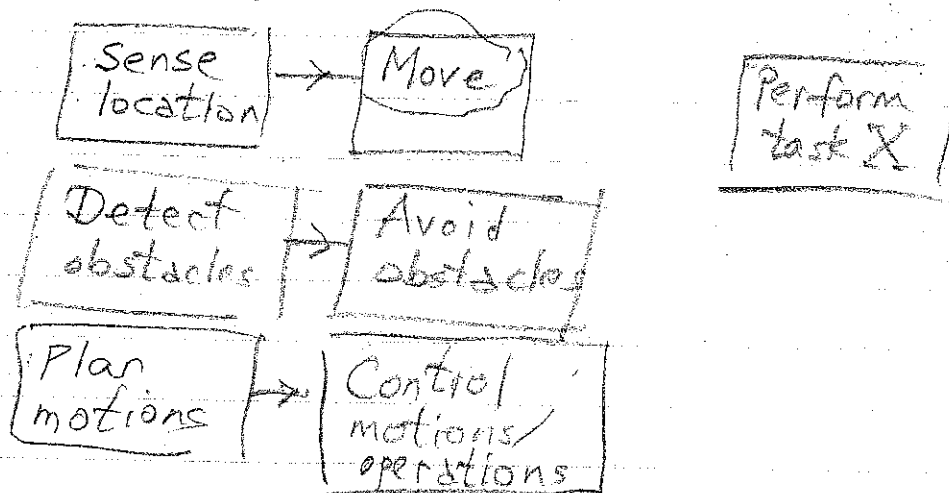 Sense
location
Move
Perform
task X
Detect
obstacles
Avoid
obstacles
Plan
motions
Control
motions/
operations